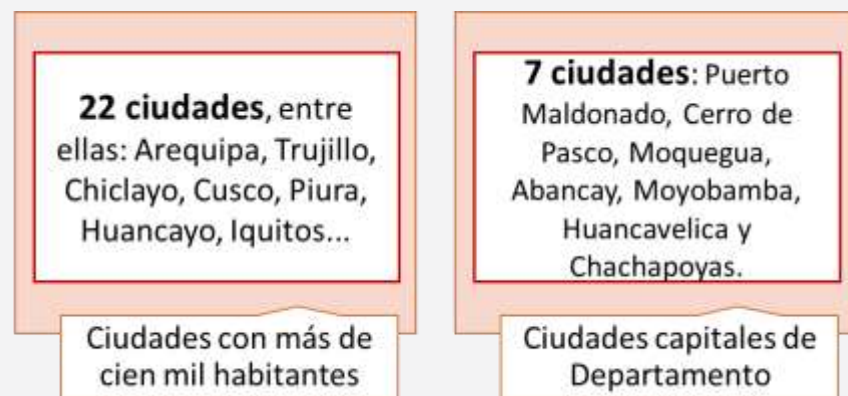 22 ciudades, entre
ellas: Arequipa, Trujillo,
Chiclayo, Cusco, Piura,
Huancayo, Iquitos...
Ciudades con más de
cien mil habitantes
7 ciudades: Puerto
Maldonado, Cerro de
Pasco, Moquegua,
Abancay, Moyobamba,
Huancavelica y
Chachapoyas.
Ciudades capitales de
Departamento